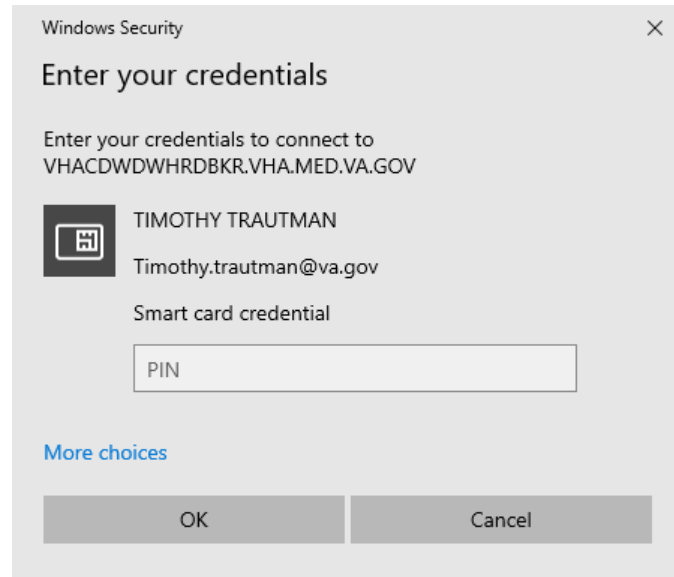 Windows Security
Enter your credentials
Enter your credentials to connect to
VHACDWDWHRDBKR.VHA.MED.VA.GOV
TIMOTHY TRAUTMAN
Timothy.trautman@va.gov
Smart card credential
PIN
More choices
OK
Cancel